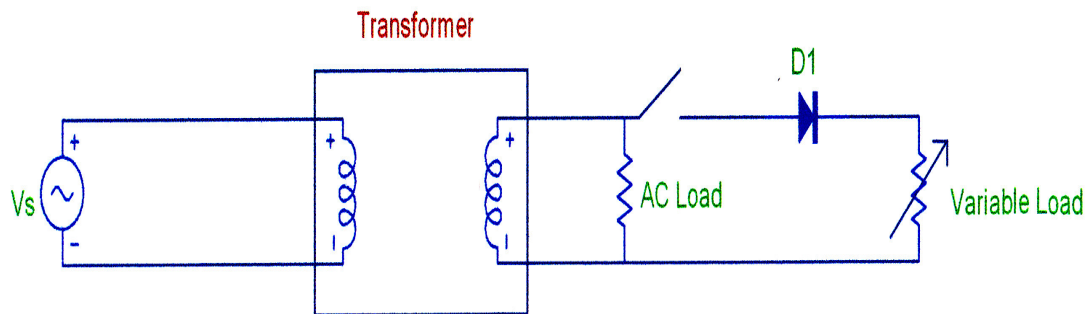 Transformer
D1
+
+
+
Vs
AC Load
Variable Load
-
-
-